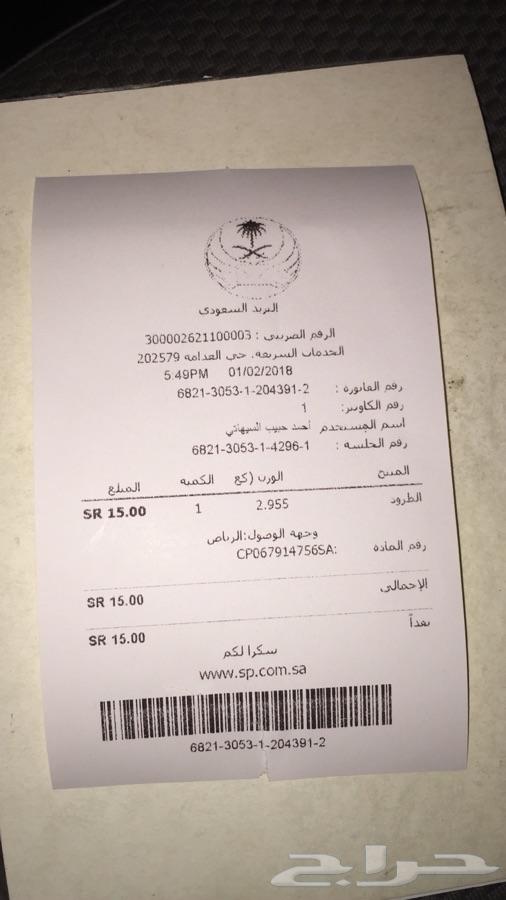 البريد السعودي
الرقم الضريبي : 300002621100003
الخدمات السريعة، حي العدامة 202579
5:49PM 01/02/2018
رقم الفاتورة : 6821-3053-1-204391-2
رقم الكاونتر: 1
اسم المستخدم أحمد حبيب السيهاتي
رقم الجلسة : 6821-3053-1-4296-1
المنتج الوزن (كغ الكمية المبلغ
الطرود 2.955 1 SR 15.00
وجهة الوصول:الرياض
رقم المادة :CP067914756SA
الإجمالي SR 15.00
نقداً SR 15.00
شكرا لكم
www.sp.com.sa
6821-3053-1-204391-2
حراج